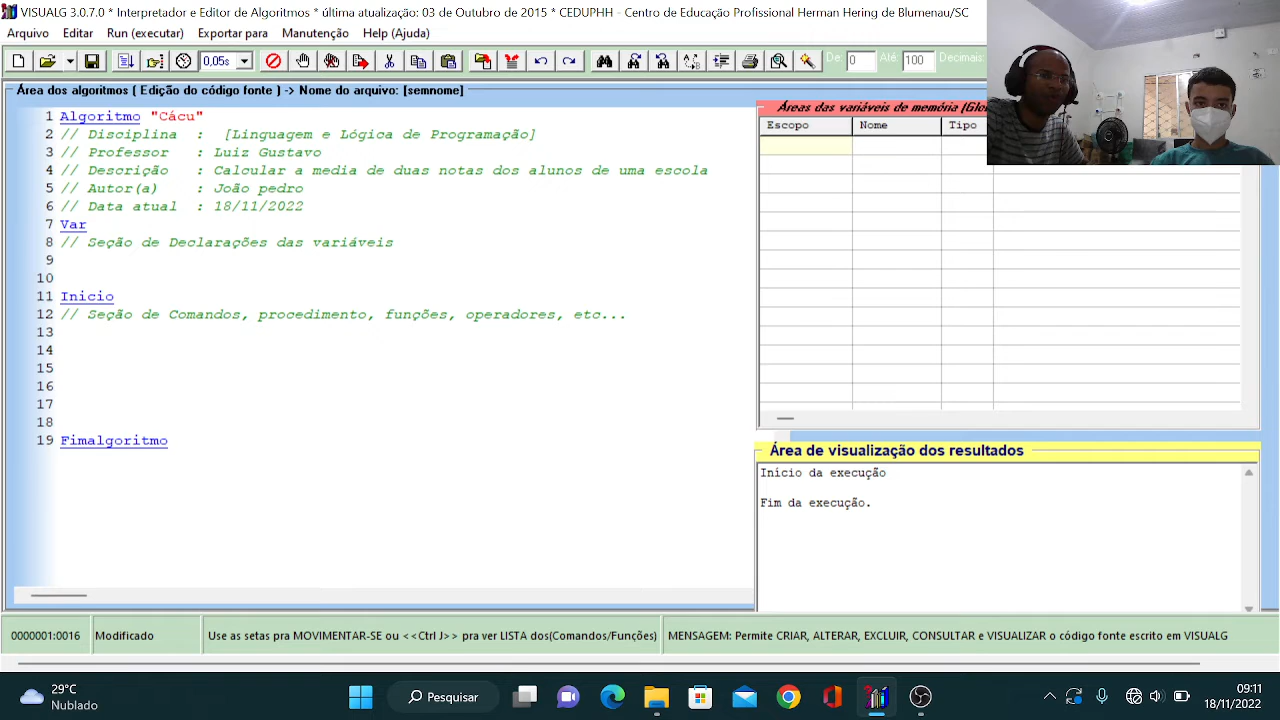 VISUALG 3.0.7.0 * Interpretador e Editor de Algoritmos * última atualização: 03 de Outubro de 2015 * CEDUPHH - Centro de Educação Profissional Herman Hering de Blumenau/SC
Arquivo Editar Run (executar) Exportar para Manutenção Help (Ajuda)
0,05s De: 0 Até: 100 Decimais:
Área dos algoritmos ( Edição do código fonte ) -> Nome do arquivo: [semnome]
1 Algoritmo "Cácu"
2 // Disciplina : [Linguagem e Lógica de Programação]
3 // Professor : Luiz Gustavo
4 // Descrição : Calcular a media de duas notas dos alunos de uma escola
5 // Autor(a) : João pedro
6 // Data atual : 18/11/2022
7 Var
8 // Seção de Declarações das variáveis
9
10
11 Inicio
12 // Seção de Comandos, procedimento, funções, operadores, etc...
13
14
15
16
17
18
19 Fimalgoritmo
Áreas das variáveis de memória (Glo
Escopo Nome Tipo
Área de visualização dos resultados
Início da execução
Fim da execução.
0000001:0016 Modificado Use as setas pra MOVIMENTAR-SE ou <<Ctrl J>> pra ver LISTA dos(Comandos/Funções) MENSAGEM: Permite CRIAR, ALTERAR, EXCLUIR, CONSULTAR e VISUALIZAR o código fonte escrito em VISUALG
29°C
Nublado
Pesquisar
09:11
18/11/2022